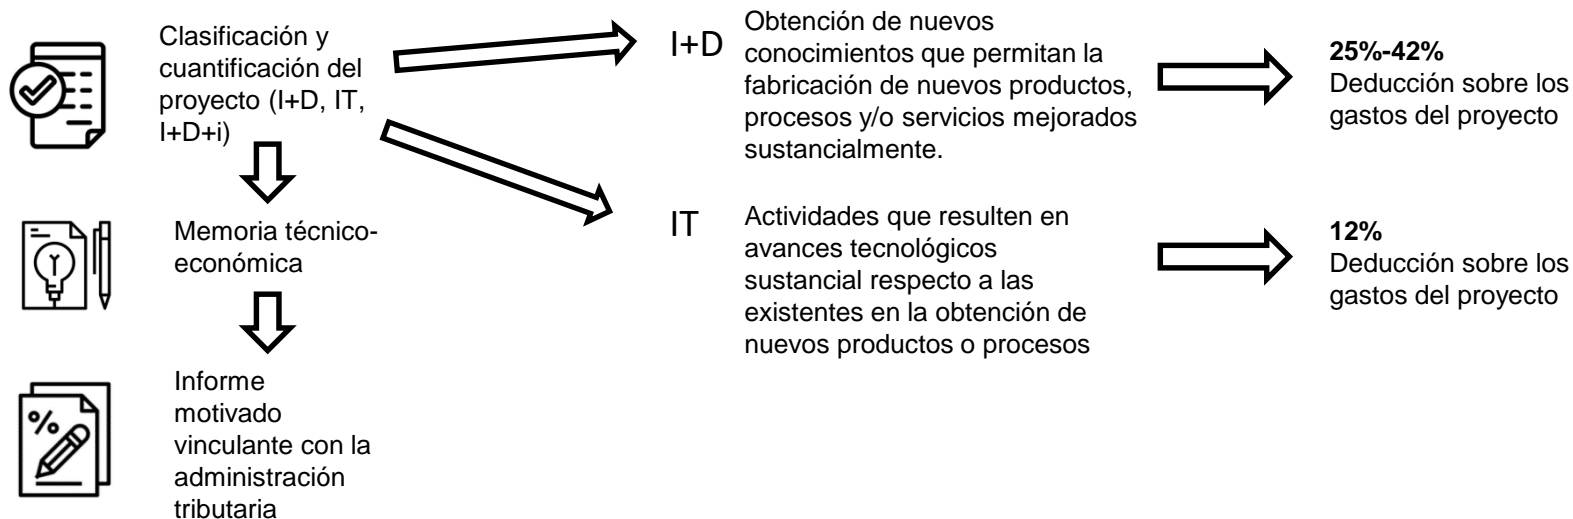 Clasificación y
cuantificación del
proyecto (I+D, IT,
I+D+i)
I+D
Obtención de nuevos
conocimientos que permitan la
fabricación de nuevos productos,
procesos y/o servicios mejorados
sustancialmente.
25%-42%
Deducción sobre los
gastos del proyecto
Memoria técnico-
económica
IT
Actividades que resulten en
avances tecnológicos
sustancial respecto a las
existentes en la obtención de
nuevos productos o procesos
12%
Deducción sobre los
gastos del proyecto
%
Informe
motivado
vinculante con la
administración
tributaria